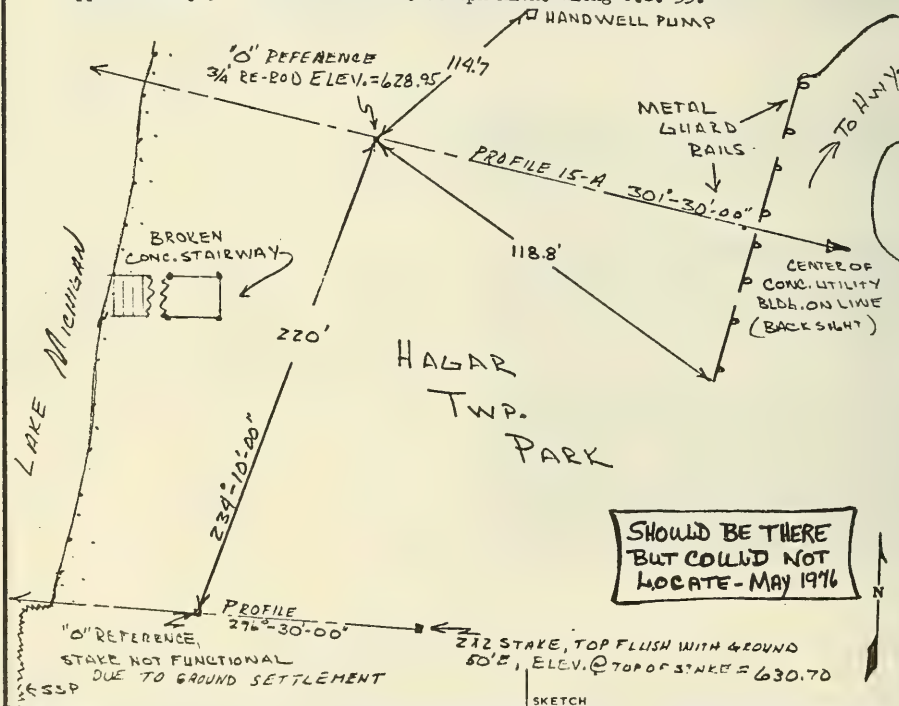 HANDWELL PUMP
"O" REFERENCE
3/4 RE-ROD ELEV.=628.95
114.7
METAL
GUARD
RAILS
TO HWY.
PROFILE 15-A
301°-30'-00"
118.8'
BROKEN
CONC. STAIRWAY
CENTER OF
CONC. UTILITY
BLDG. ON LINE
(BACKSIGHT)
LAKE MICHIGAN
220'
HAGAR
TWP.
PARK
234°-10'-00"
SHOULD BE THERE
BUT COULD NOT
LOCATE - MAY 1976
N
PROFILE
296°-30'-00"
"O" REFERENCE,
STAKE NOT FUNCTIONAL
DUE TO GROUND SETTLEMENT
2x2 STAKE, TOP FLUSH WITH GROUND
50'E, ELEV. @ TOP OF STAKE = 630.70
SSP
SKETCH